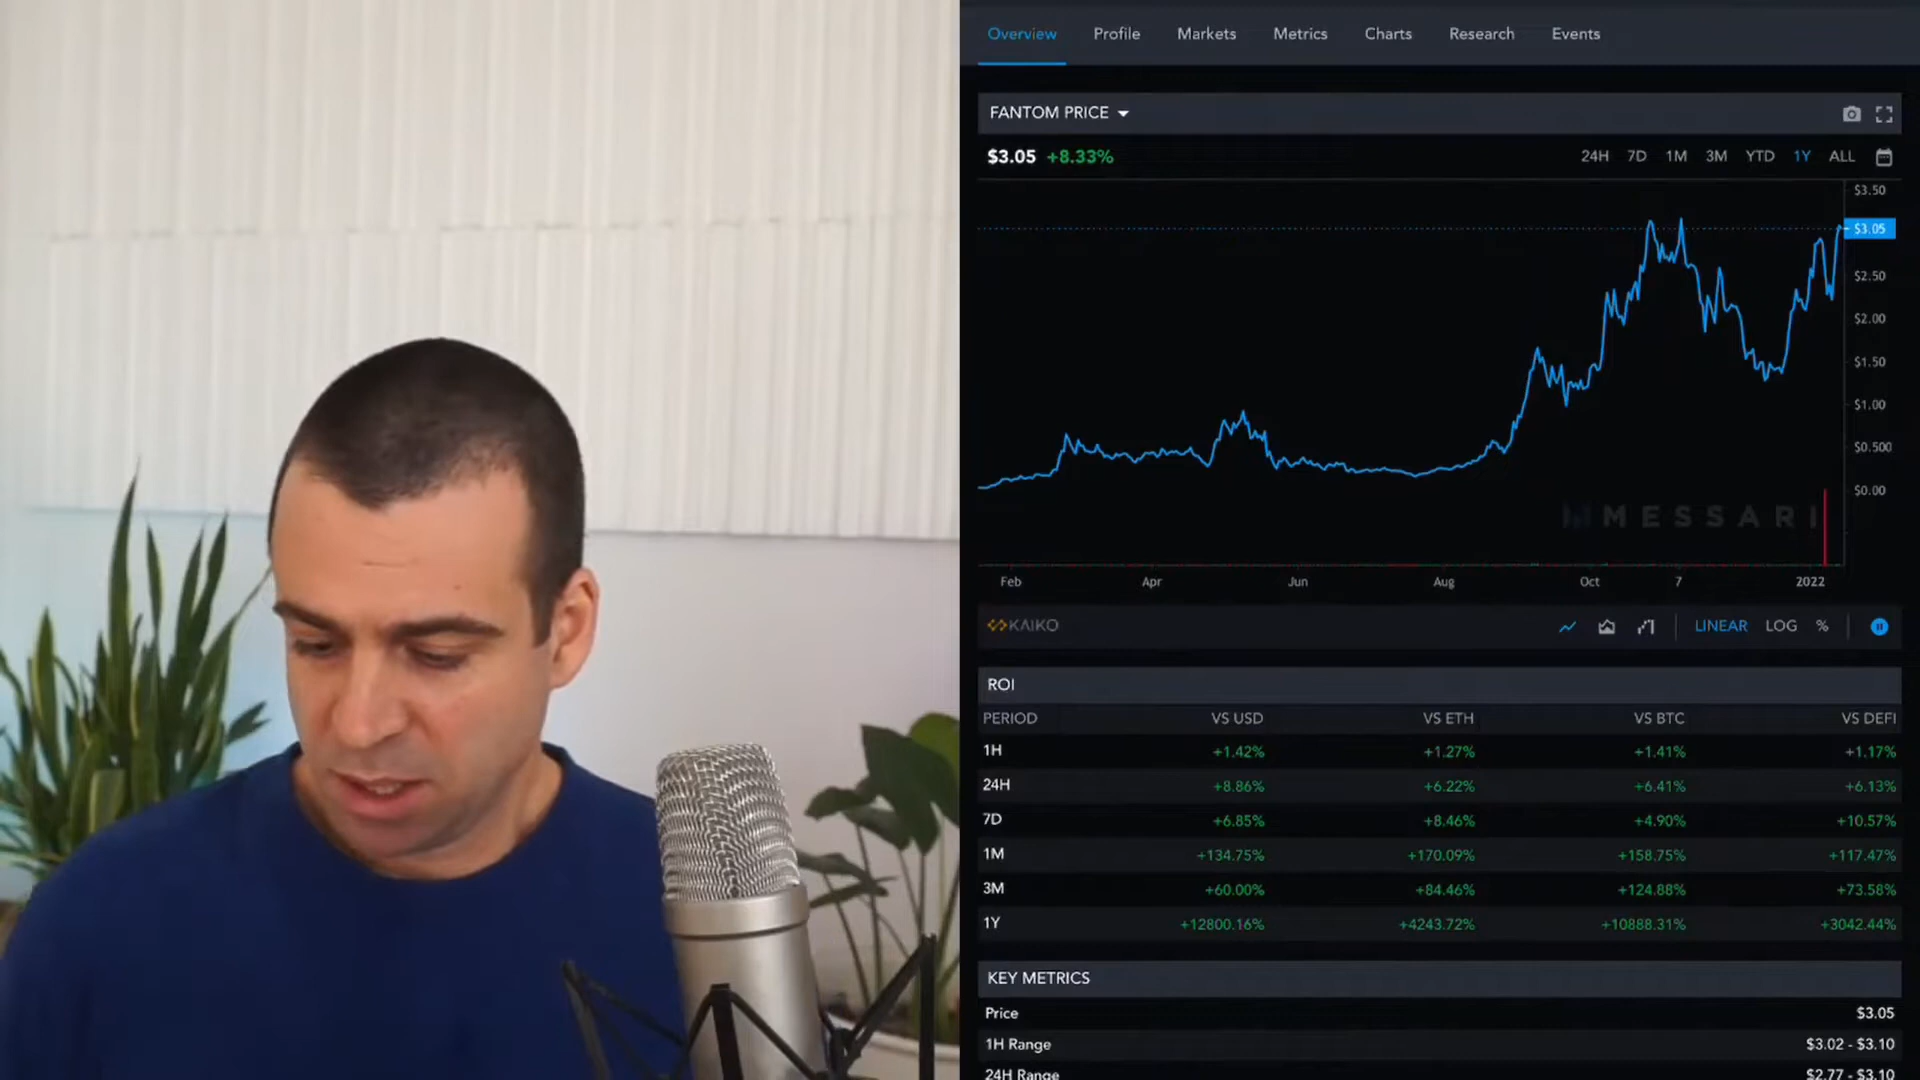 Overview Profile Markets Metrics Charts Research Events
FANTOM PRICE
$3.05 +8.33% 24H 7D 1M 3M YTD 1Y ALL
$3.50
$3.05
$2.50
$2.00
$1.50
$1.00
$0.500
$0.00
MESSARI
Feb Apr Jun Aug Oct 7 2022
KAIKO LINEAR LOG %
ROI
PERIOD VS USD VS ETH VS BTC VS DEFI
1H +1.42% +1.27% +1.41% +1.17%
24H +8.86% +6.22% +6.41% +6.13%
7D +6.85% +8.46% +4.90% +10.57%
1M +134.75% +170.09% +158.75% +117.47%
3M +60.00% +84.46% +124.88% +73.58%
1Y +12800.16% +4243.72% +10888.31% +3042.44%
KEY METRICS
Price $3.05
1H Range $3.02 - $3.10
24H Range $2.77 - $3.10